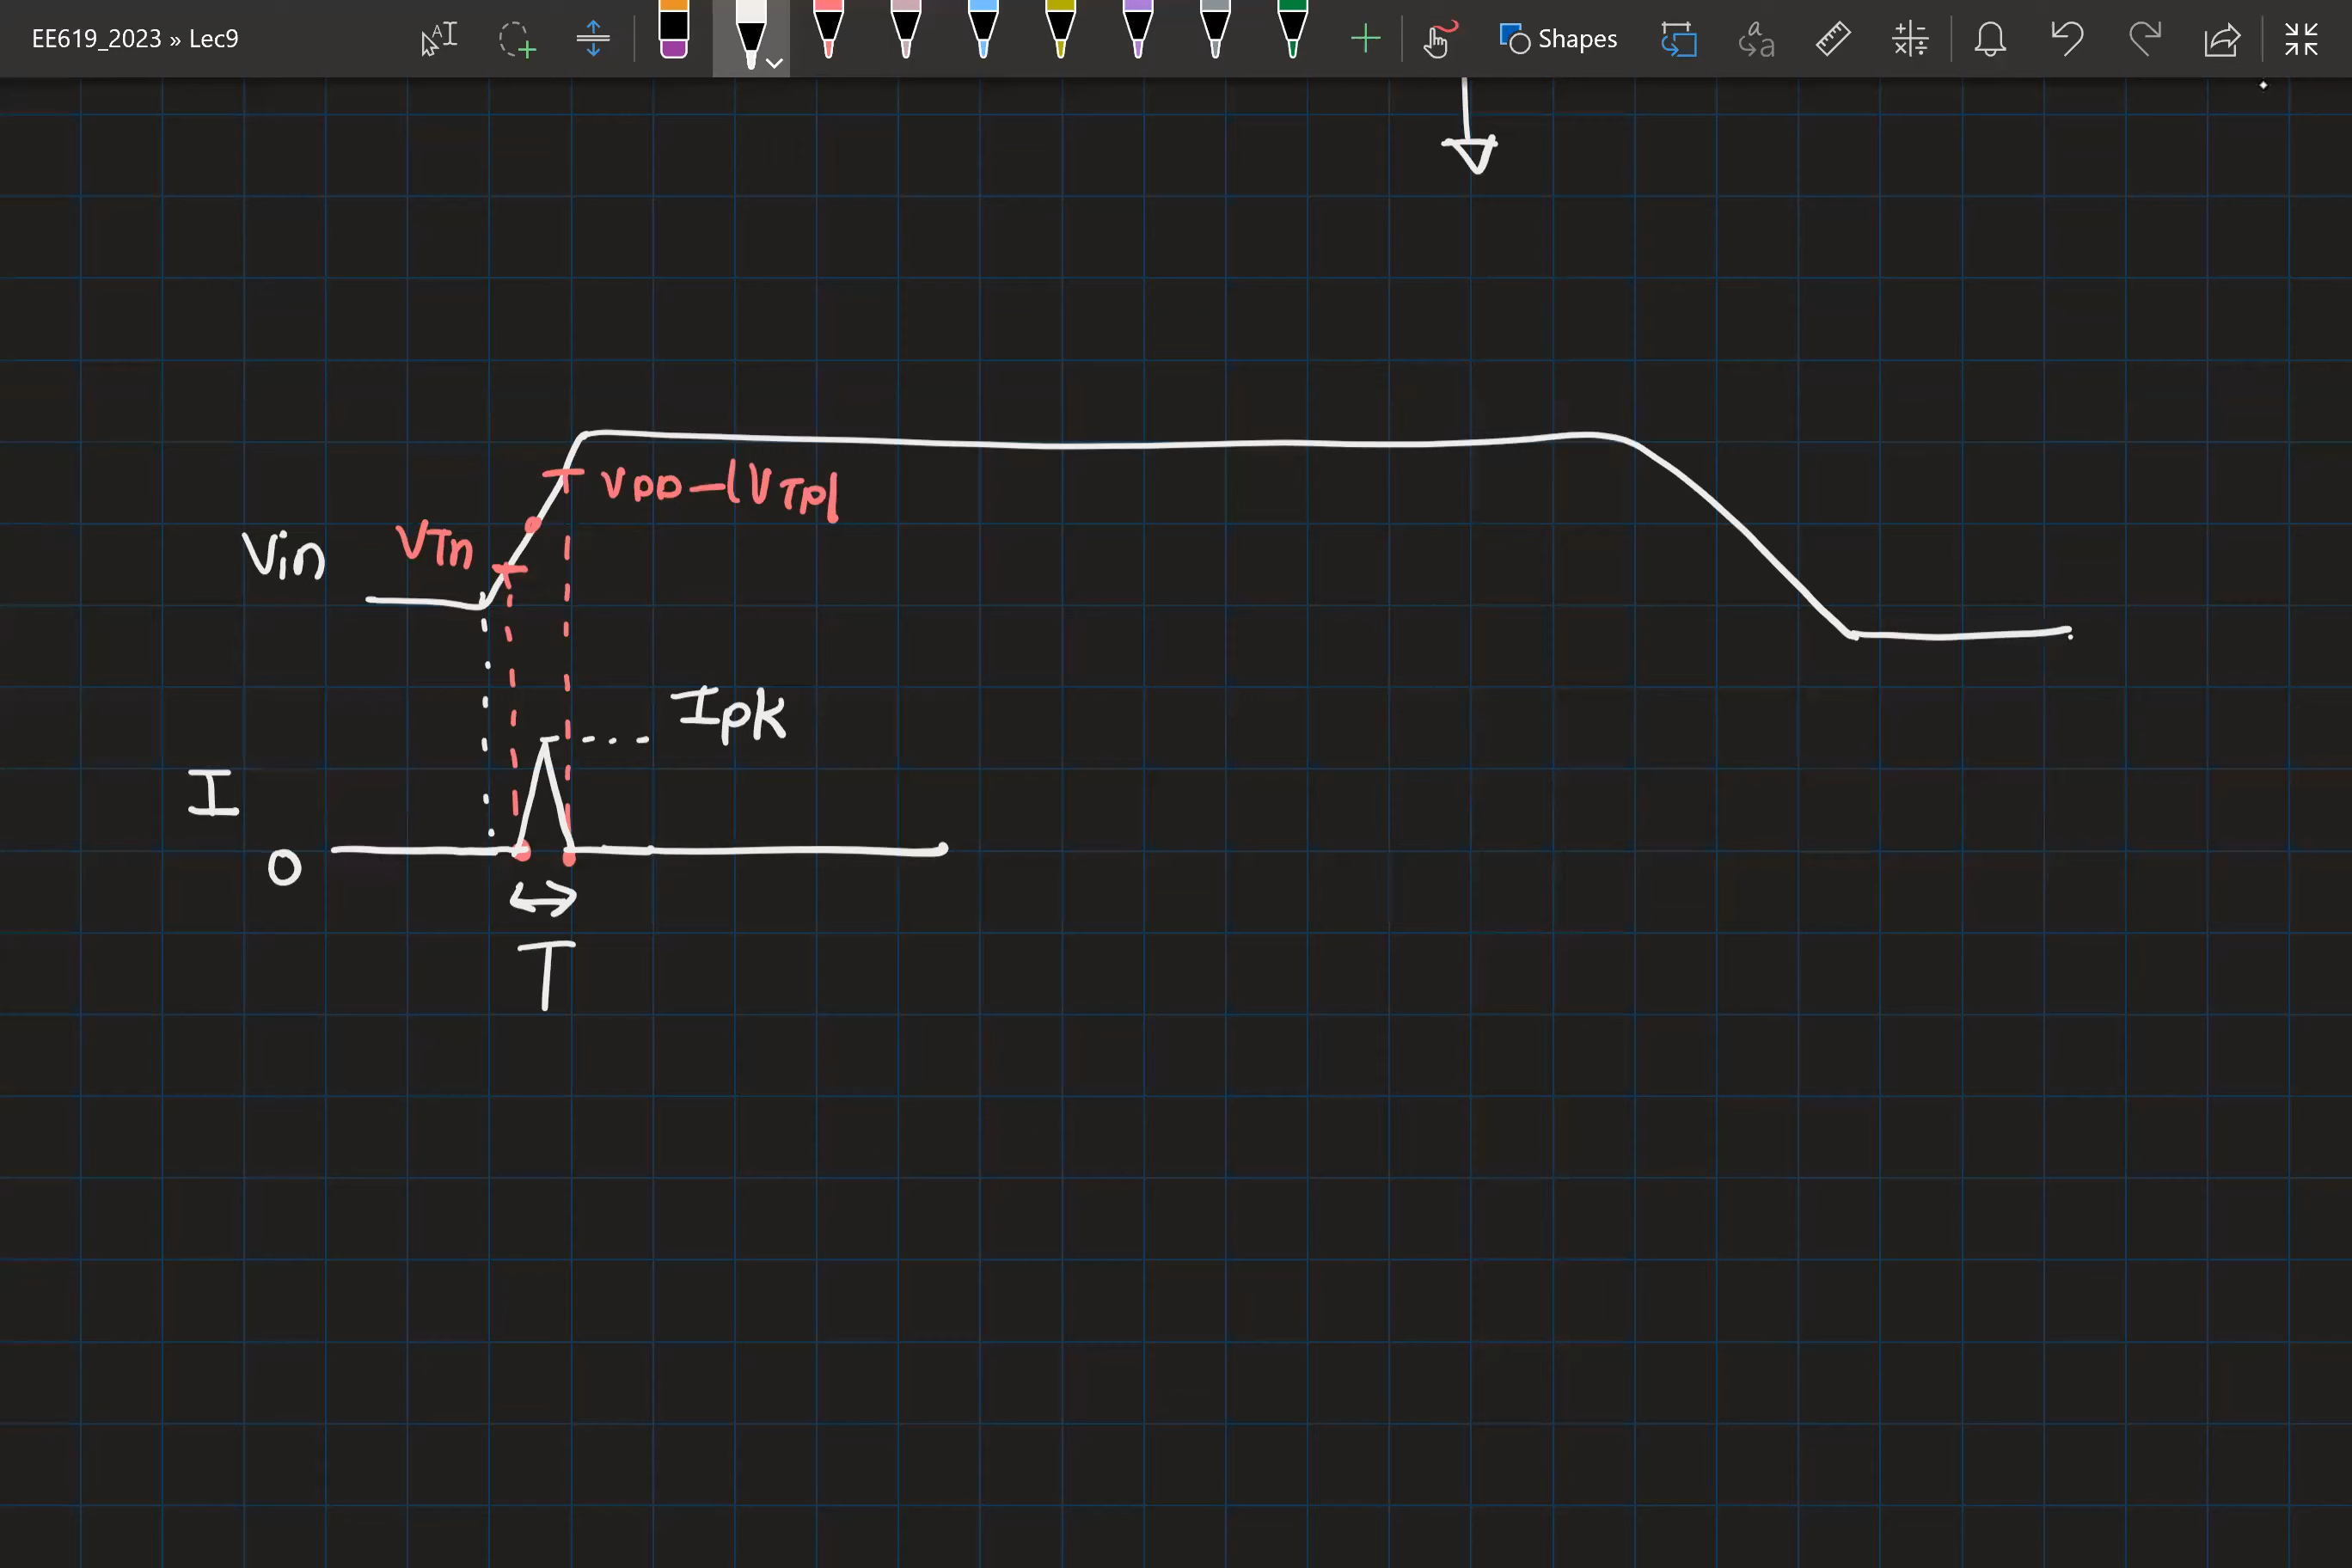 EE619_2023 » Lec9
Shapes
VDD-|VTp|
Vin VTn
Ipk
I
0
T